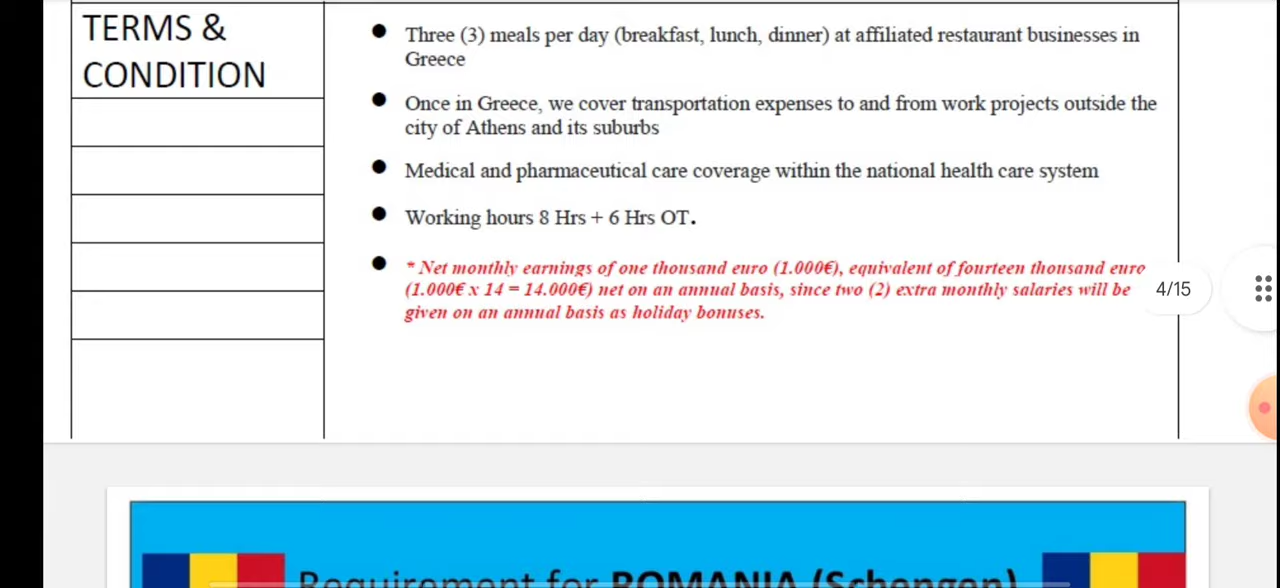 TERMS &
CONDITION
Three (3) meals per day (breakfast, lunch, dinner) at affiliated restaurant businesses in
Greece
Once in Greece, we cover transportation expenses to and from work projects outside the
city of Athens and its suburbs
Medical and pharmaceutical care coverage within the national health care system
Working hours 8 Hrs + 6 Hrs OT.
* Net monthly earnings of one thousand euro (1.000€), equivalent of fourteen thousand euro
(1.000€ x 14 = 14.000€) net on an annual basis, since two (2) extra monthly salaries will be
given on an annual basis as holiday bonuses.
4/15
Requirement for ROMANIA (Schengen)